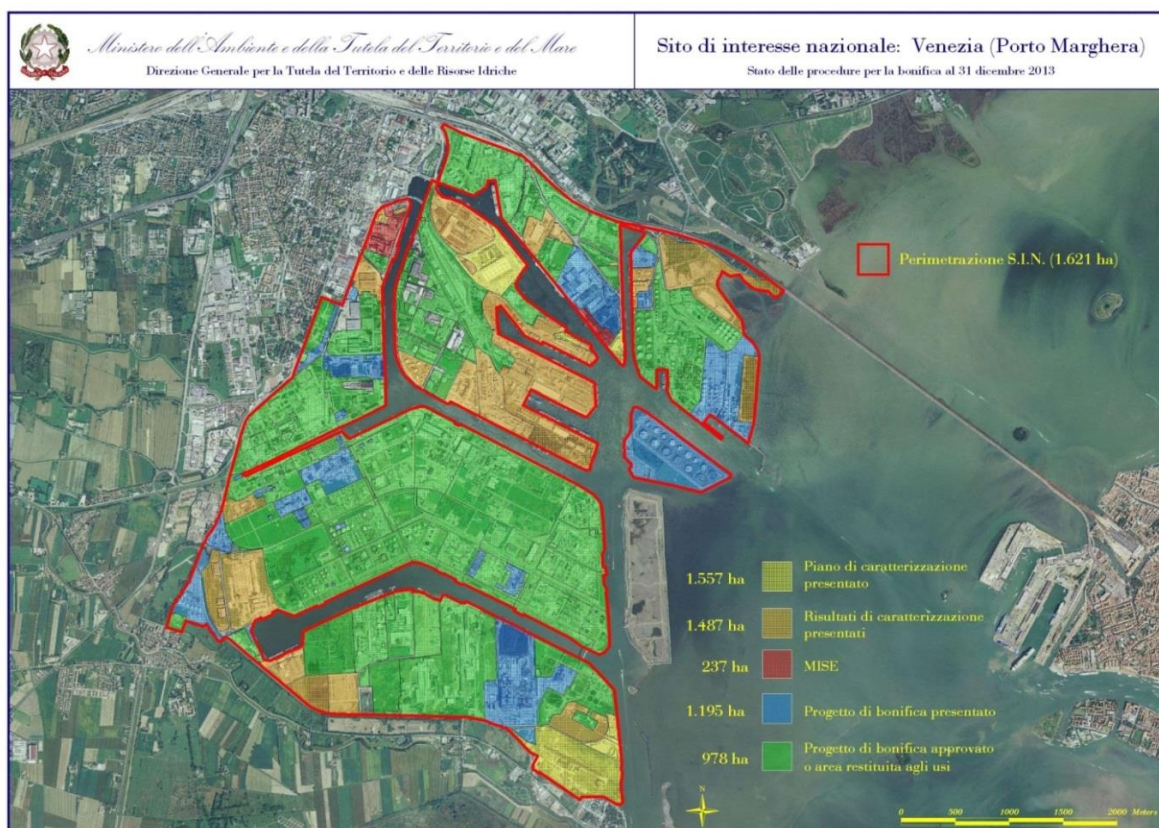 Ministero dell'Ambiente e della Tutela del Territorio e del Mare
Direzione Generale per la Tutela del Territorio e delle Risorse Idriche
Sito di interesse nazionale: Venezia (Porto Marghera)
Stato delle procedure per la bonifica al 31 dicembre 2013
Perimetrazione S.I.N. (1.621 ha)
1.557 ha Piano di caratterizzazione
presentato
1.487 ha Risultati di caratterizzazione
presentati
237 ha MISE
1.195 ha Progetto di bonifica presentato
978 ha Progetto di bonifica approvato
o area restituita agli usi
N
0 500 1000 1500 2000 Meters